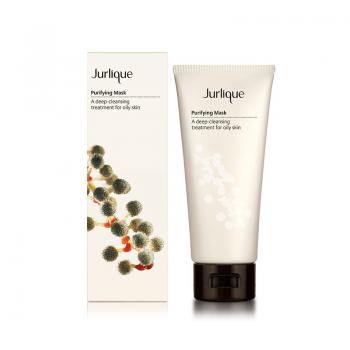 Jurlique
Purifying Mask
A deep-cleansing
treatment for oily skin
Jurlique
Purifying Mask
A deep-cleansing
treatment for oily skin